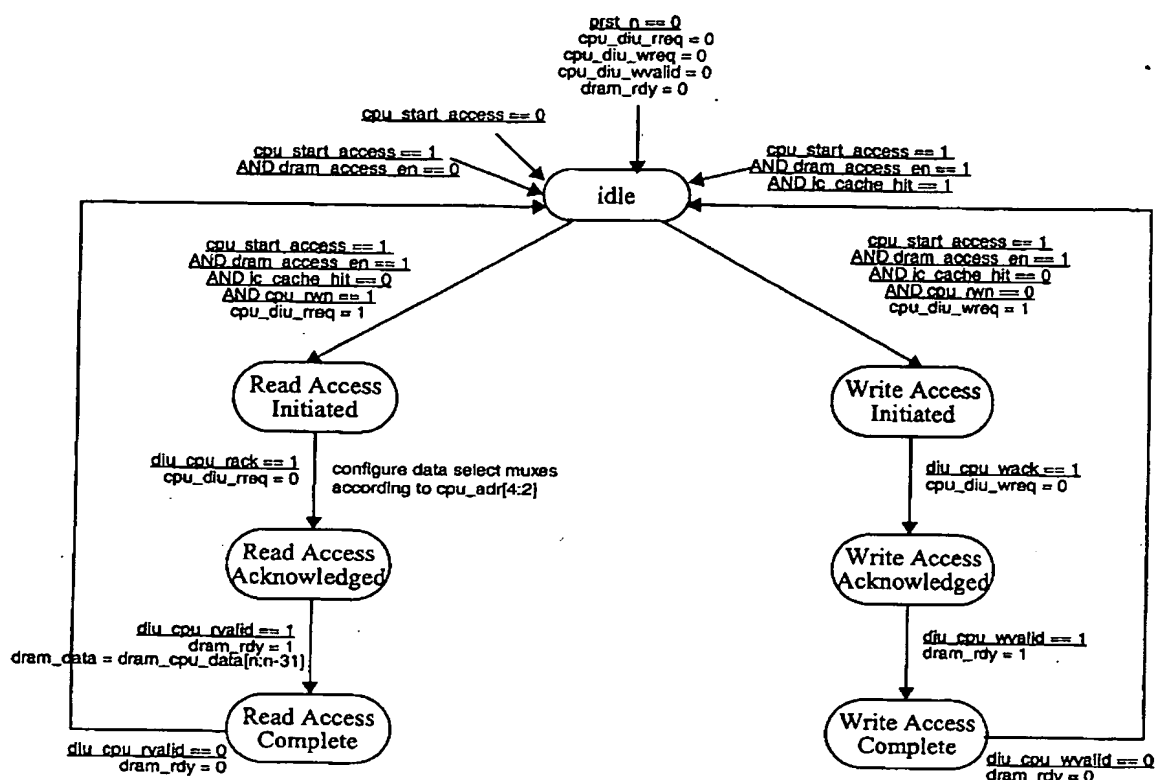 prst_n == 0
cpu_diu_rreq = 0
cpu_diu_wreq = 0
cpu_diu_wvalid = 0
dram_rdy = 0
cpu_start_access == 0
cpu_start_access == 1
AND dram_access_en == 0
cpu_start_access == 1
AND dram_access_en == 1
AND ic_cache_hit == 1
idle
cpu_start_access == 1
AND dram_access_en == 1
AND ic_cache_hit == 0
AND cpu_rwn == 1
cpu_diu_rreq = 1
cpu_start_access == 1
AND dram_access_en == 1
AND ic_cache_hit == 0
AND cpu_rwn == 0
cpu_diu_wreq = 1
Read Access
Initiated
Write Access
Initiated
diu_cpu_rack == 1
cpu_diu_rreq = 0
configure data select muxes
according to cpu_adr[4:2]
diu_cpu_wack == 1
cpu_diu_wreq = 0
Read Access
Acknowledged
Write Access
Acknowledged
diu_cpu_rvalid == 1
dram_rdy = 1
dram_data = dram_cpu_data[n:n-31]
diu_cpu_wvalid == 1
dram_rdy = 1
Read Access
Complete
Write Access
Complete
diu_cpu_rvalid == 0
dram_rdy = 0
diu_cpu_wvalid == 0
dram_rdy = 0